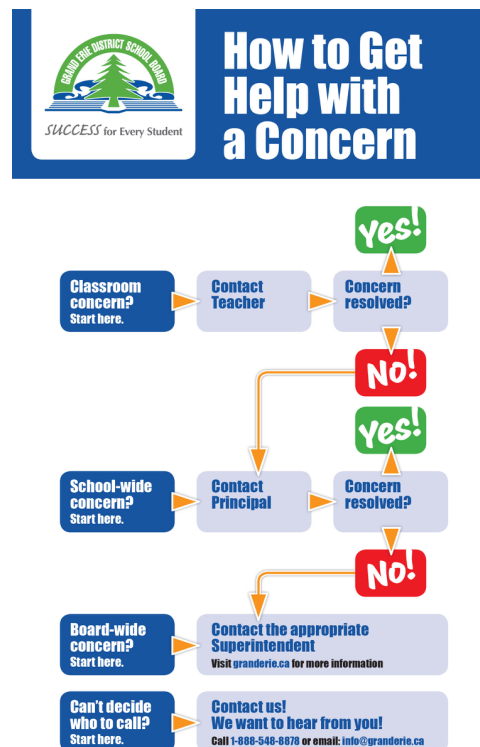 GRAND ERIE DISTRICT SCHOOL BOARD
SUCCESS for Every Student
How to Get
Help with
a Concern
Yes!
Classroom
concern?
Start here.
Contact
Teacher
Concern
resolved?
No!
Yes!
School-wide
concern?
Start here.
Contact
Principal
Concern
resolved?
No!
Board-wide
concern?
Start here.
Contact the appropriate
Superintendent
Visit granderie.ca for more information
Can't decide
who to call?
Start here.
Contact us!
We want to hear from you!
Call 1-888-548-8878 or email: info@granderie.ca